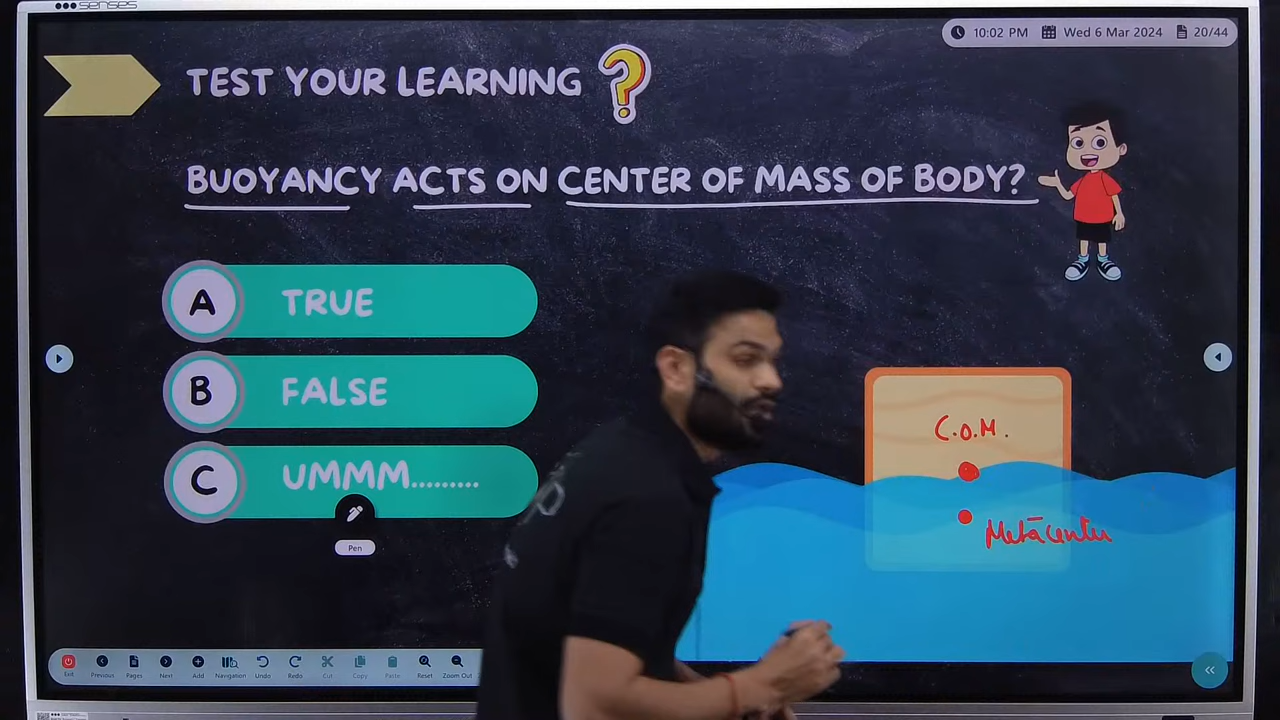 senses
10:02 PM Wed 6 Mar 2024 20/44
TEST YOUR LEARNING ?
BUOYANCY ACTS ON CENTER OF MASS OF BODY?
A TRUE
B FALSE
C UMMM.........
Pen
C.O.M.
Metacenter
Exit Previous Pages Next Add Navigation Undo Redo Cut Copy Paste Reset Zoom Out